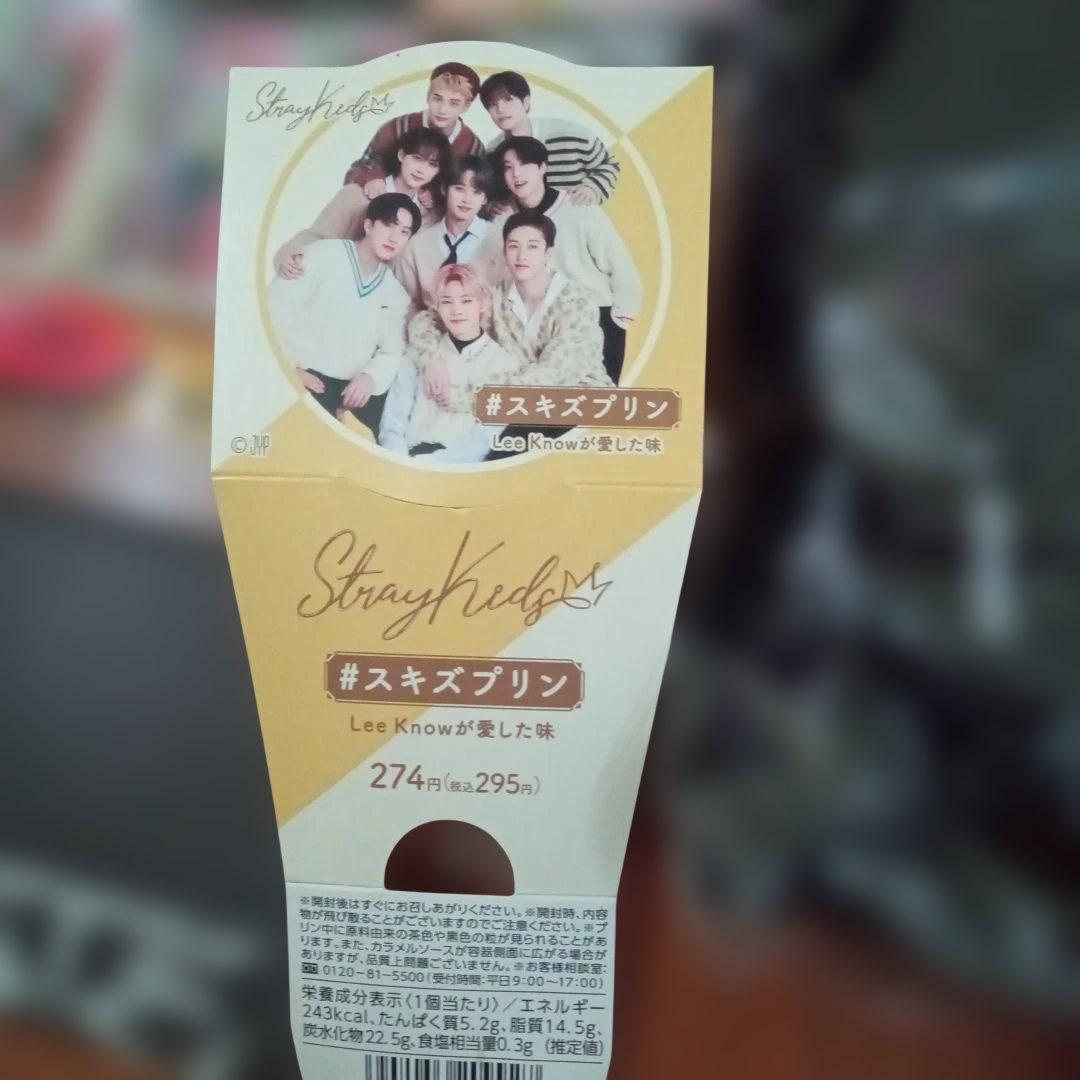 Stray Kids
#スキズプリン
Lee Knowが愛した味
© JYP
Stray Kids
#スキズプリン
Lee Knowが愛した味
274円(税込295円)
※開封後はすぐにお召しあがりください。※開封時、内容
物が飛び散ることがございますのでご注意ください。※プ
リン中に原料由来の茶色や黒色の粒が見られることがあ
ります。また、カラメルソースが容器側面に広がる場合が
ありますが、品質上問題ございません。※お客様相談室:
0120-81-5500(受付時間:平日9:00~17:00)
栄養成分表示〈1個当たり〉/エネルギー
243kcal、たんぱく質5.2g、脂質14.5g、
炭水化物22.5g、食塩相当量0.3g (推定値)